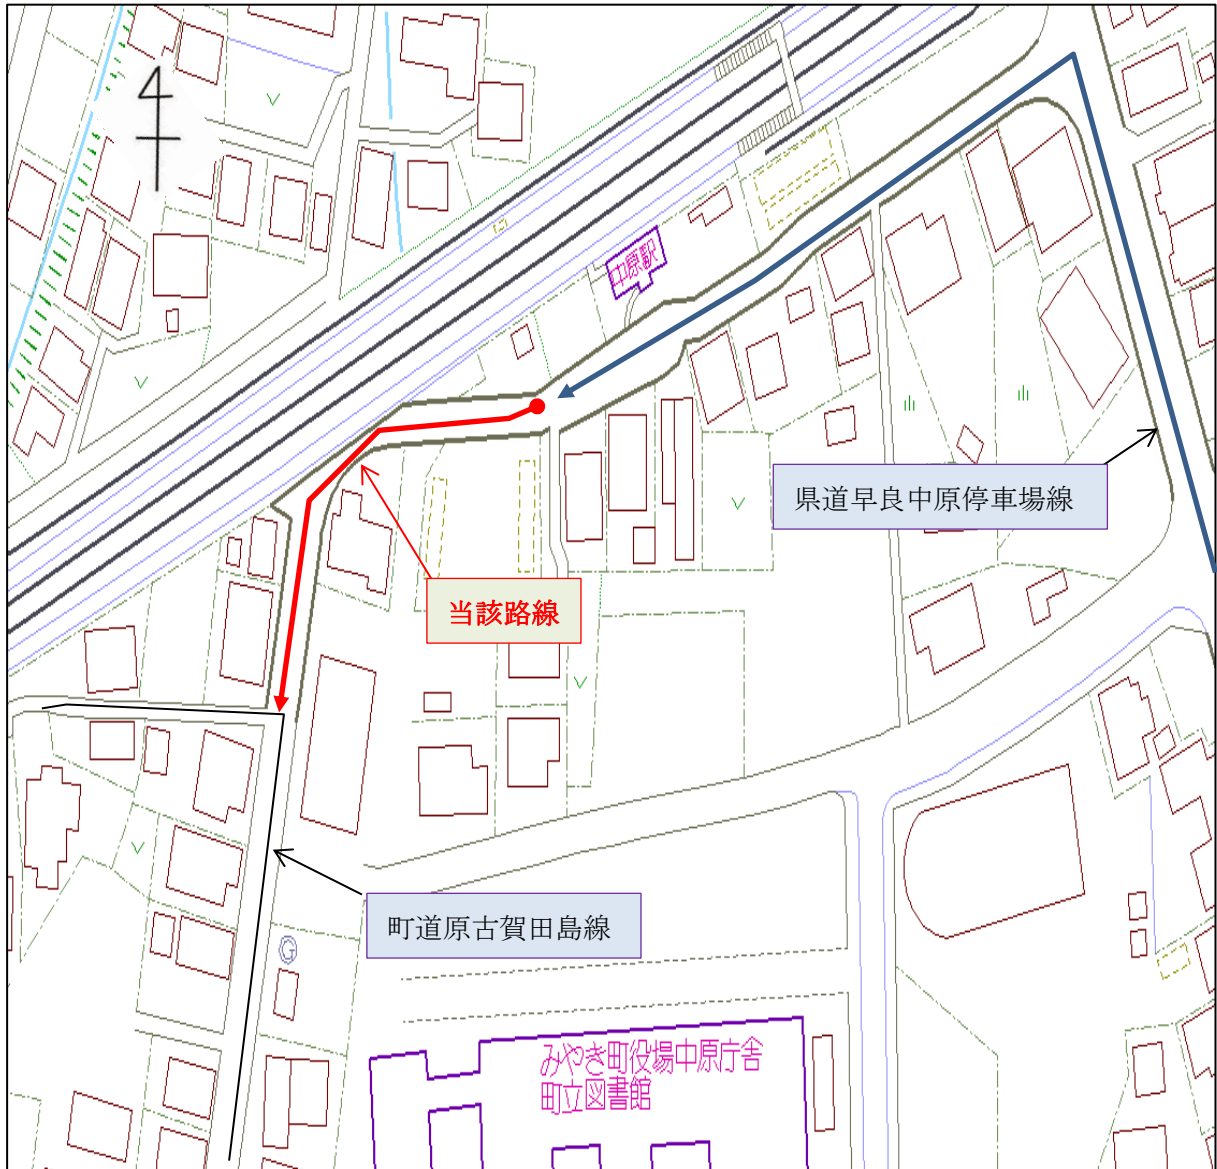 中原駅
県道早良中原停車場線
当該路線
町道原古賀田島線
G
みやき町役場中原庁舎
町立図書館